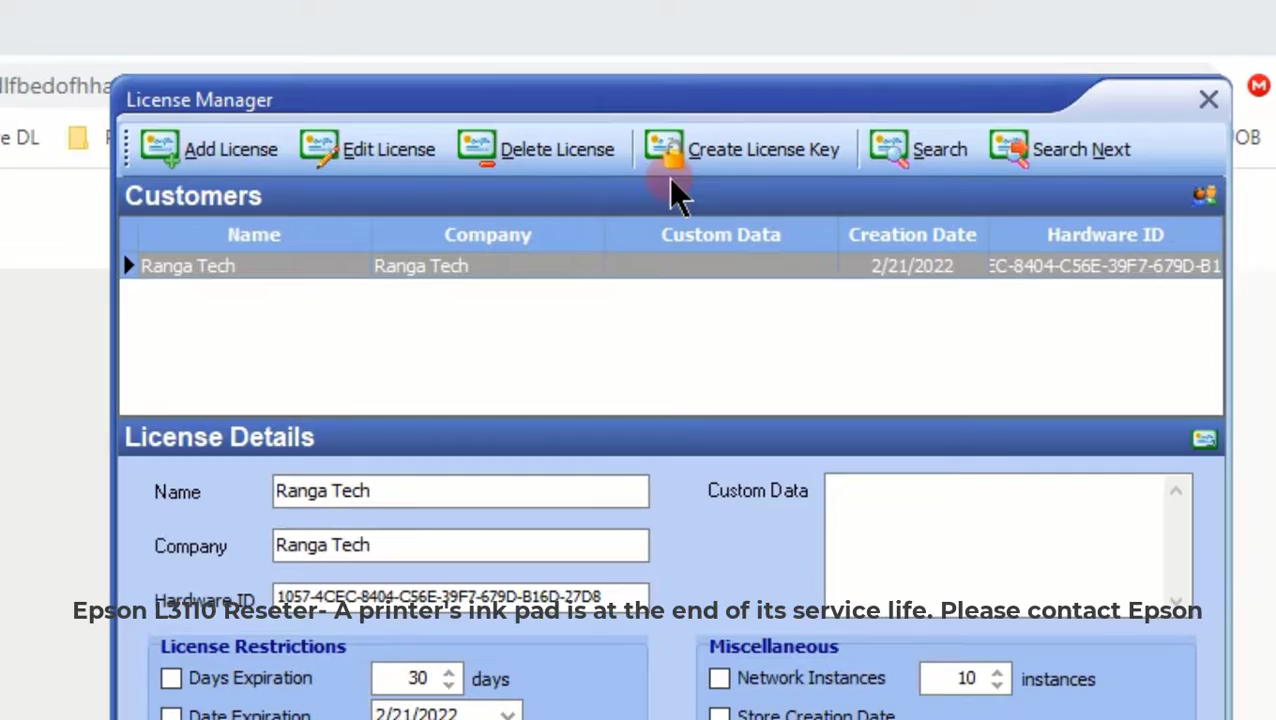 llfbedofhha
License Manager
e DL
JOB
Add License
Edit License
Delete License
Create License Key
Search
Search Next
Customers
Name
Company
Custom Data
Creation Date
Hardware ID
Ranga Tech
Ranga Tech
2/21/2022
EC-8404-C56E-39F7-679D-B1
License Details
Name
Ranga Tech
Custom Data
Company
Ranga Tech
Hardware ID
1057-4CEC-8404-C56E-39F7-679D-B16D-27D8
Epson L3110 Reseter- A printer's ink pad is at the end of its service life. Please contact Epson
License Restrictions
Miscellaneous
Days Expiration
30
days
Network Instances
10
instances
Date Expiration
2/21/2022
Store Creation Date